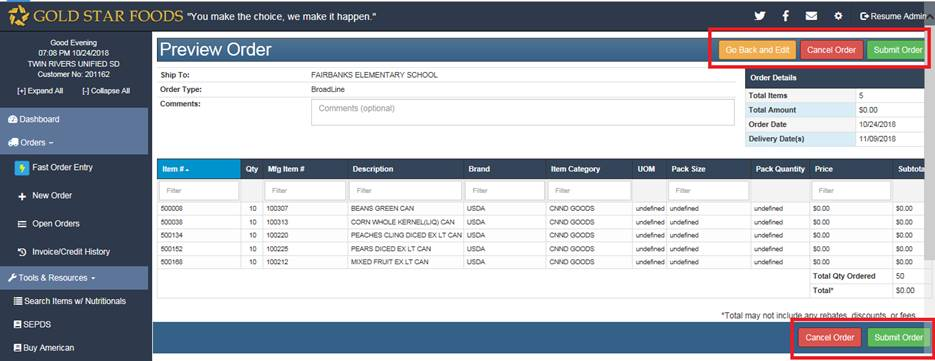 GOLD STAR FOODS "You make the choice, we make it happen."
Resume Admin
Good Evening
07:08 PM 10/24/2018
TWIN RIVERS UNIFIED SD
Customer No: 201162
[+] Expand All [-] Collapse All
Dashboard
Orders
Fast Order Entry
New Order
Open Orders
Invoice/Credit History
Tools & Resources
Search Items w/ Nutritionals
SEPDS
Buy American
Preview Order
Go Back and Edit Cancel Order Submit Order
Ship To: FAIRBANKS ELEMENTARY SCHOOL
Order Type: BroadLine
Comments: Comments (optional)
Order Details
Total Items 5
Total Amount $0.00
Order Date 10/24/2018
Delivery Date(s) 11/09/2018
Item # Qty Mfg Item # Description Brand Item Category UOM Pack Size Pack Quantity Price Subtota
Filter Filter Filter Filter Filter Filter Filter Filter Filter
500008 10 100307 BEANS GREEN CAN USDA CNND GOODS undefined undefined undefined $0.00 $0.00
500036 10 100313 CORN WHOLE KERNEL(LIQ) CAN USDA CNND GOODS undefined undefined undefined $0.00 $0.00
500134 10 100220 PEACHES CLING DICED EX LT CAN USDA CNND GOODS undefined undefined undefined $0.00 $0.00
500152 10 100225 PEARS DICED EX LT CAN USDA CNND GOODS undefined undefined undefined $0.00 $0.00
500168 10 100212 MIXED FRUIT EX LT CAN USDA CNND GOODS undefined undefined undefined $0.00 $0.00
Total Qty Ordered 50
Total* $0.00
*Total may not include any rebates, discounts, or fees.
Cancel Order Submit Order